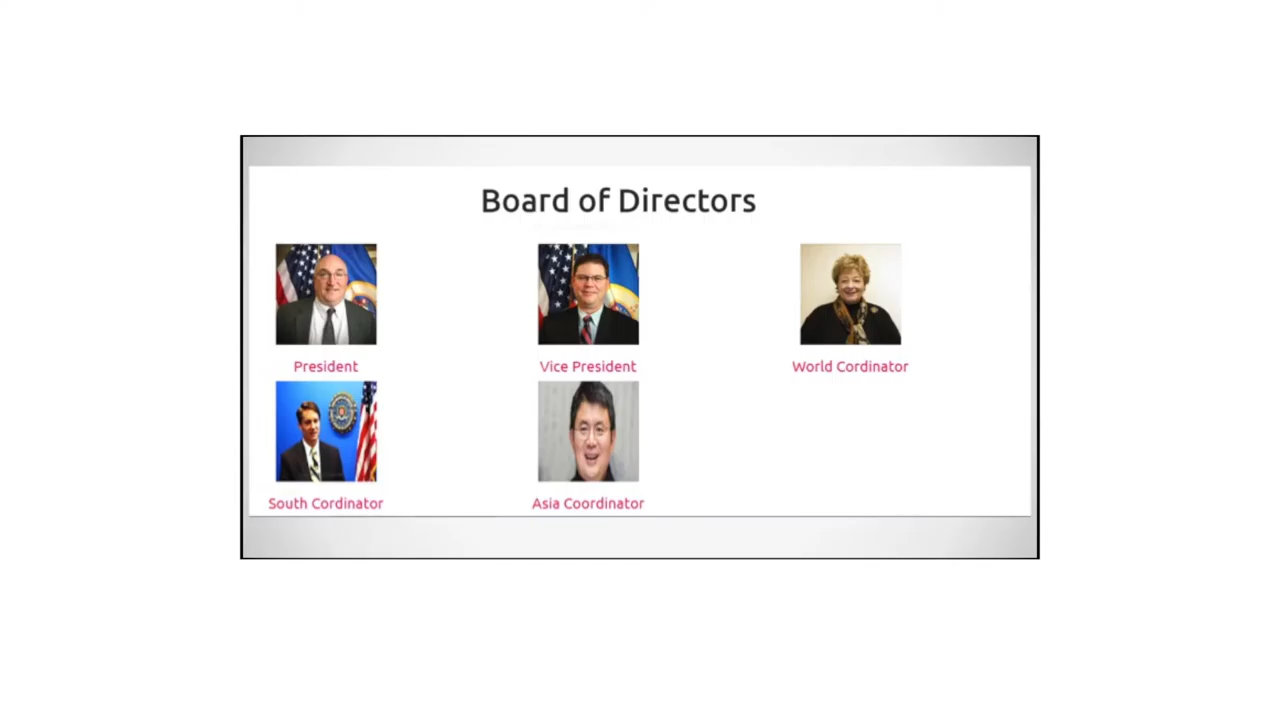 Board of Directors
President
Vice President
World Cordinator
South Cordinator
Asia Coordinator